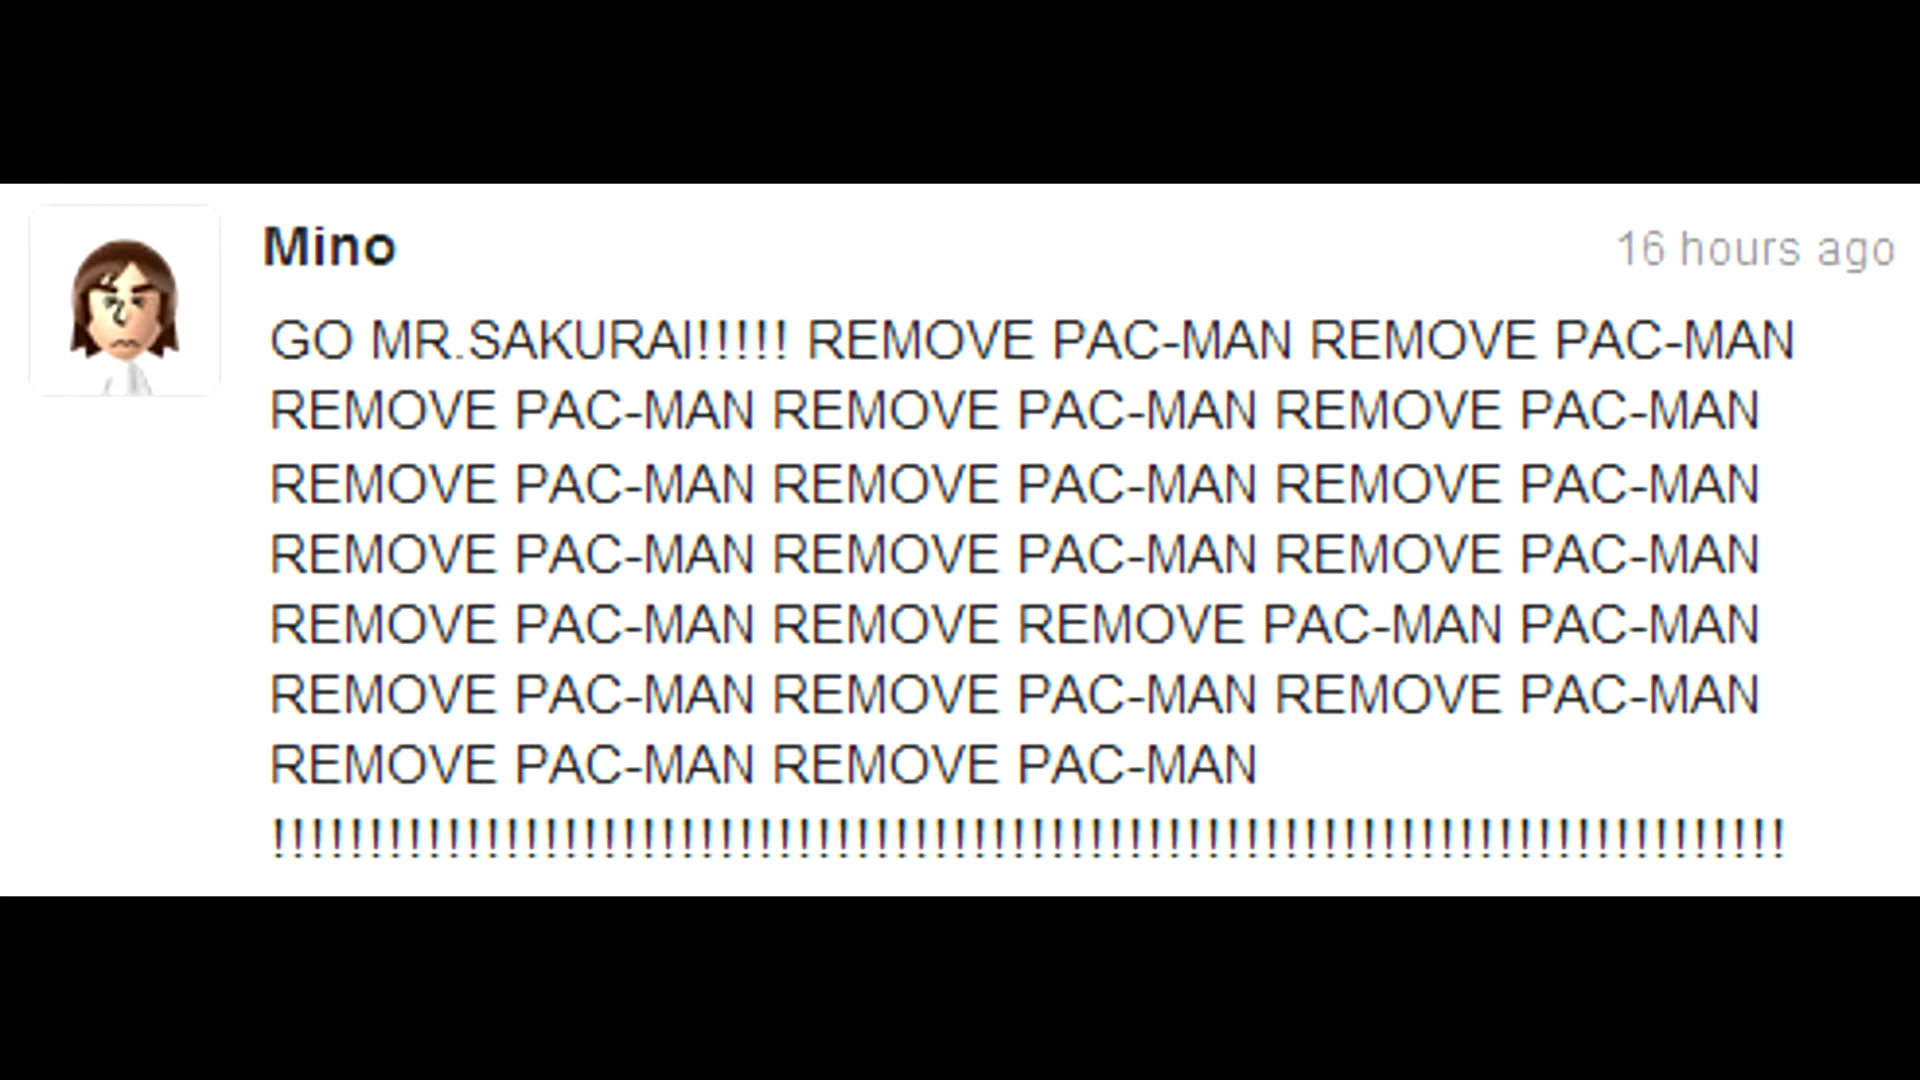 Mino
16 hours ago
GO MR.SAKURAI!!!!! REMOVE PAC-MAN REMOVE PAC-MAN
REMOVE PAC-MAN REMOVE PAC-MAN REMOVE PAC-MAN
REMOVE PAC-MAN REMOVE PAC-MAN REMOVE PAC-MAN
REMOVE PAC-MAN REMOVE PAC-MAN REMOVE PAC-MAN
REMOVE PAC-MAN REMOVE REMOVE PAC-MAN PAC-MAN
REMOVE PAC-MAN REMOVE PAC-MAN REMOVE PAC-MAN
REMOVE PAC-MAN REMOVE PAC-MAN
!!!!!!!!!!!!!!!!!!!!!!!!!!!!!!!!!!!!!!!!!!!!!!!!!!!!!!!!!!!!!!!!!!!!!!!!!!!!!!